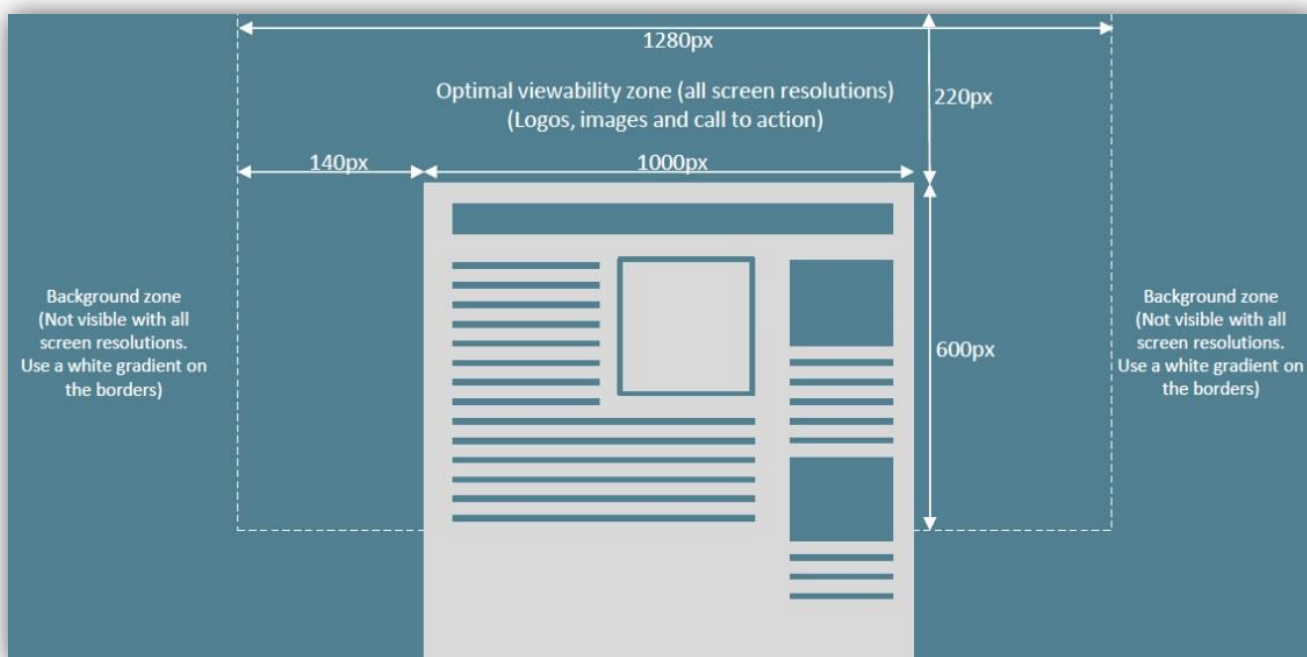 1280px
Optimal viewability zone (all screen resolutions)
(Logos, images and call to action)
220px
140px
1000px
Background zone
(Not visible with all
screen resolutions.
Use a white gradient on
the borders)
600px
Background zone
(Not visible with all
screen resolutions.
Use a white gradient on
the borders)